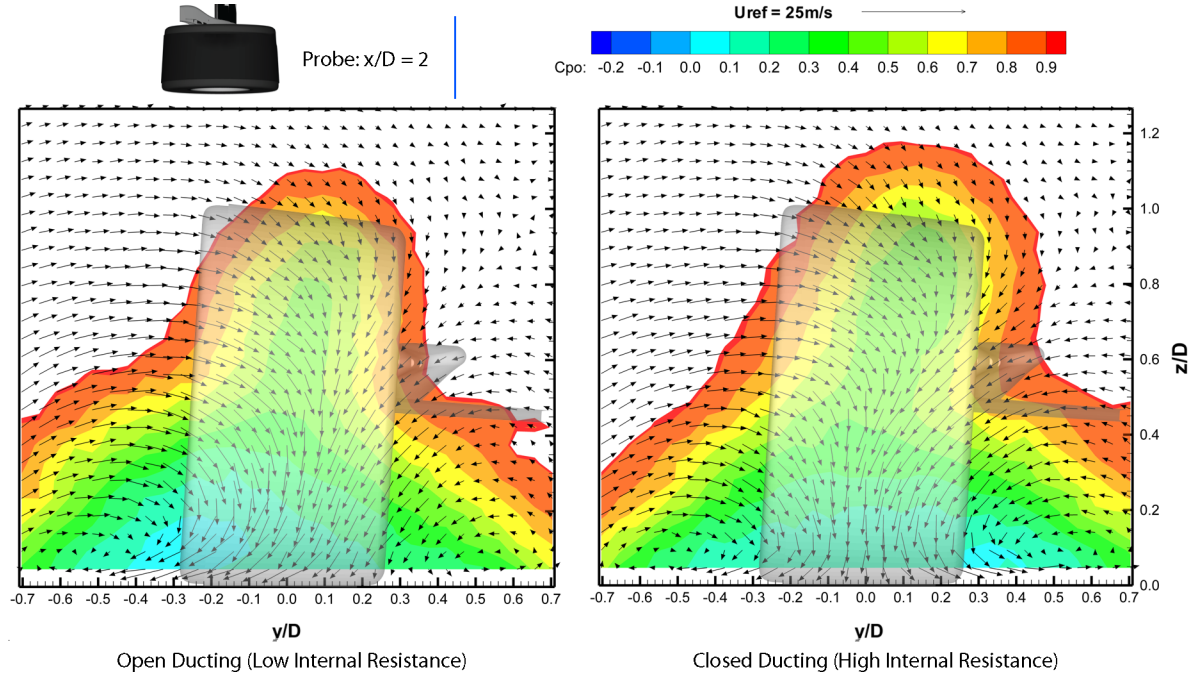 Uref = 25m/s
Probe: x/D = 2
Cpo: -0.2 -0.1 0.0 0.1 0.2 0.3 0.4 0.5 0.6 0.7 0.8 0.9
1.2
1.0
0.8
0.6
z/D
0.4
0.2
0.0
-0.7 -0.6 -0.5 -0.4 -0.3 -0.2 -0.1 0.0 0.1 0.2 0.3 0.4 0.5 0.6 0.7
-0.7 -0.6 -0.5 -0.4 -0.3 -0.2 -0.1 0.0 0.1 0.2 0.3 0.4 0.5 0.6 0.7
y/D
y/D
Open Ducting (Low Internal Resistance)
Closed Ducting (High Internal Resistance)